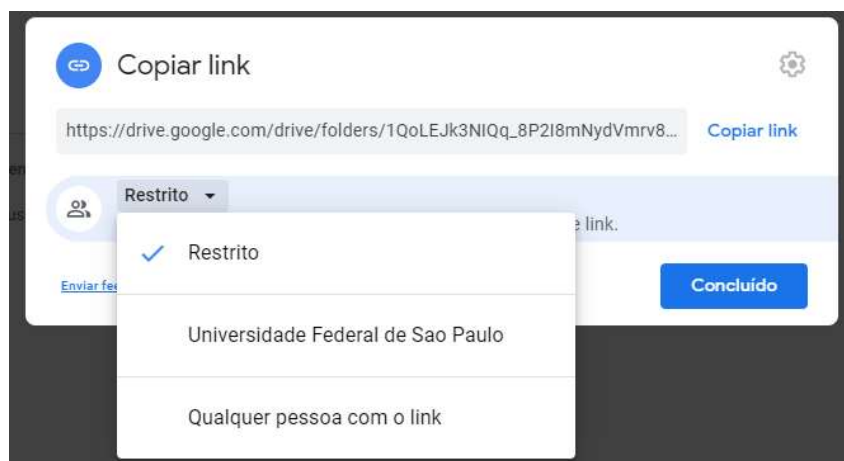 Copiar link
https://drive.google.com/drive/folders/1QoLEJk3NIQq_8P2I8mNydVmrv8... Copiar link
Restrito
link.
Restrito
Enviar
Concluído
Universidade Federal de Sao Paulo
Qualquer pessoa com o link